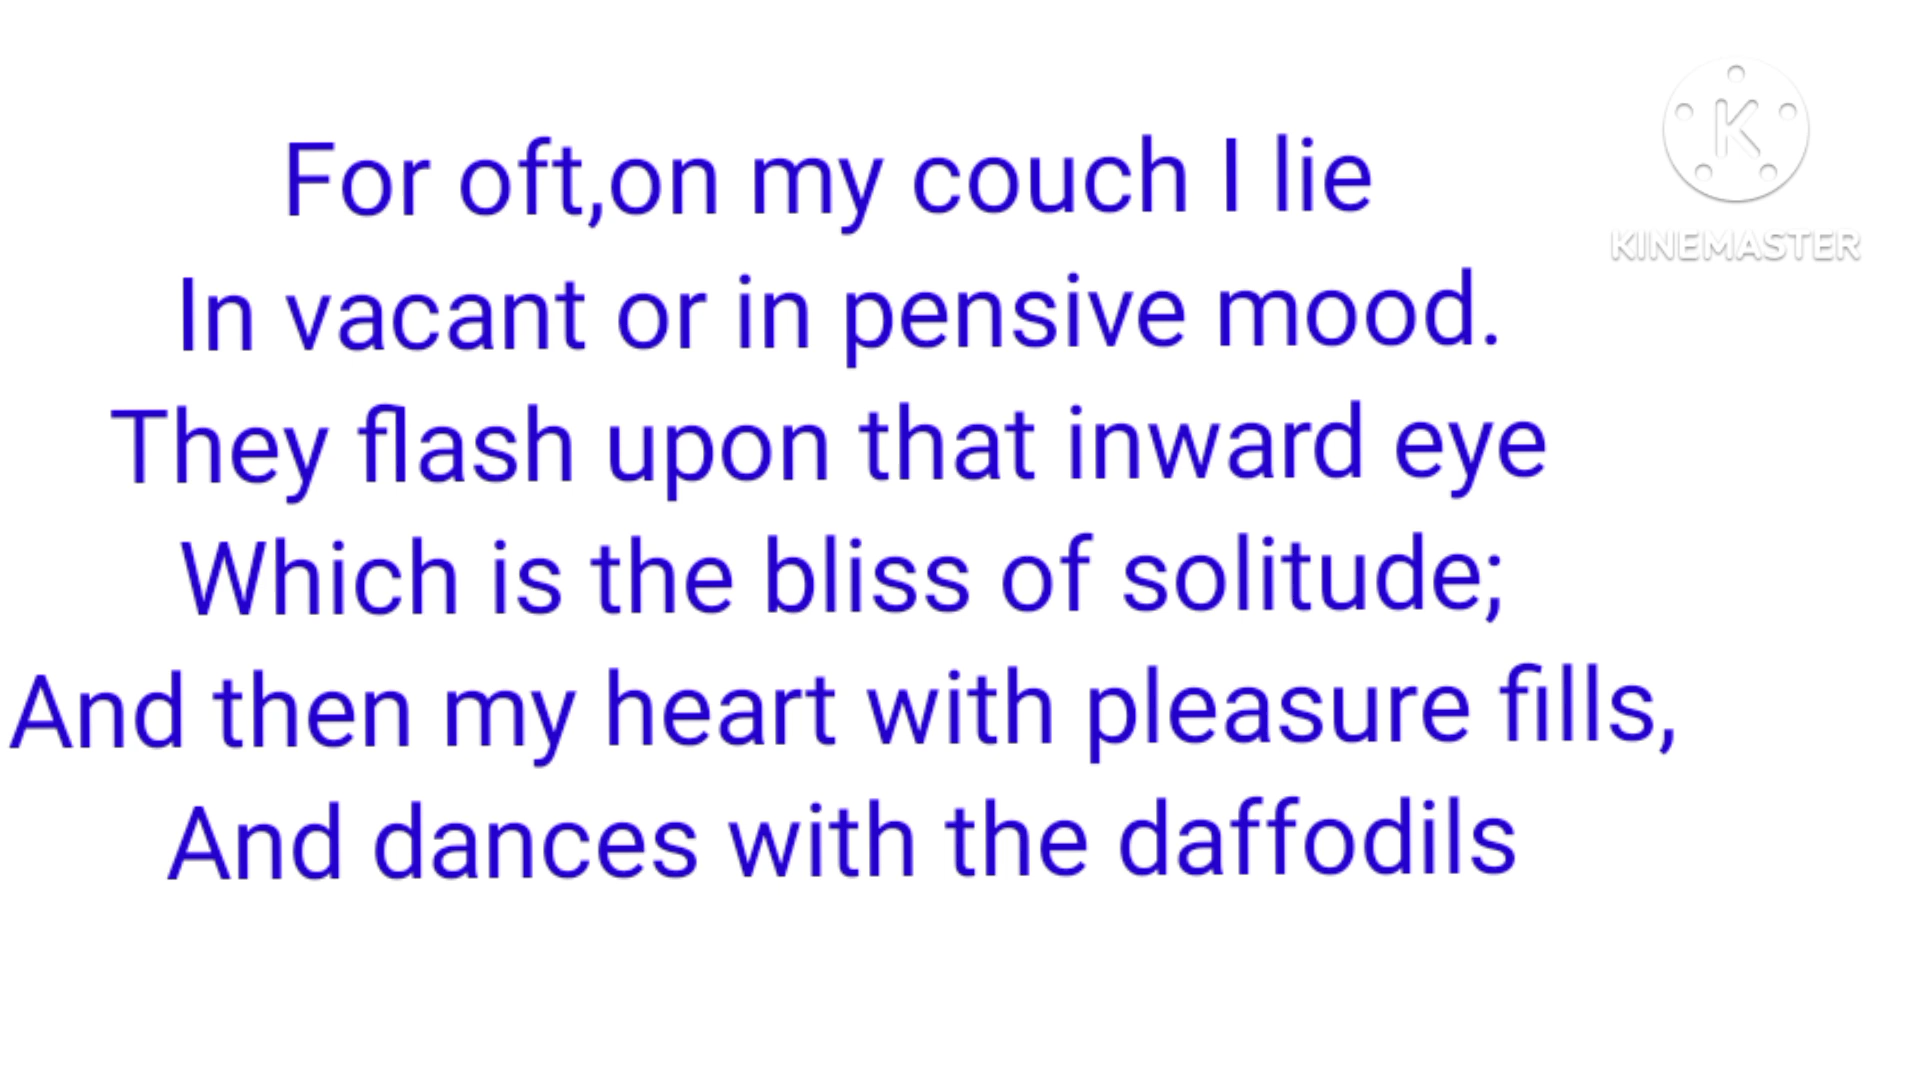 For oft,on my couch I lie
In vacant or in pensive mood.
They flash upon that inward eye
Which is the bliss of solitude;
And then my heart with pleasure fills,
And dances with the daffodils
K
KINEMASTER